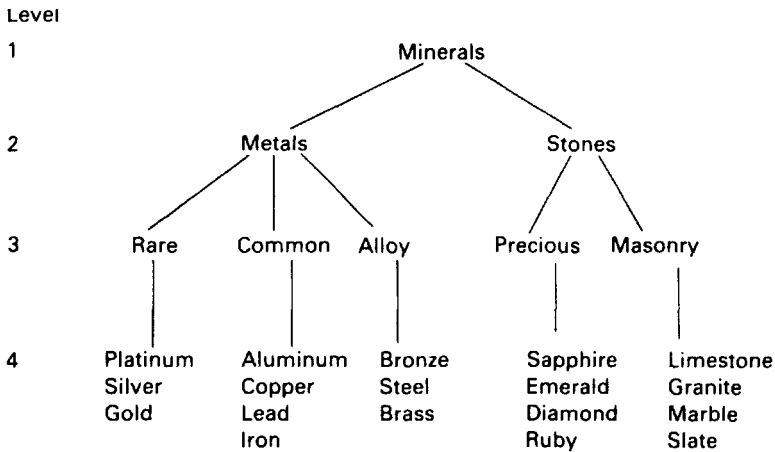 Level
1 Minerals
2 Metals Stones
3 Rare Common Alloy Precious Masonry
4 Platinum Aluminum Bronze Sapphire Limestone
Silver Copper Steel Emerald Granite
Gold Lead Brass Diamond Marble
Iron Ruby Slate